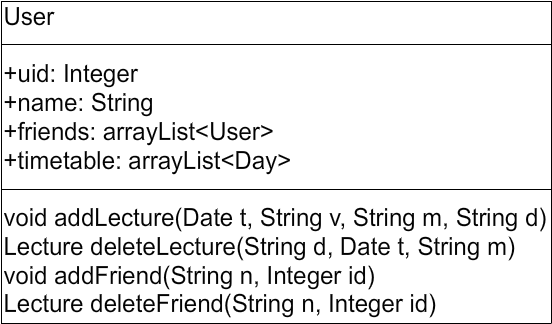 User
+uid: Integer
+name: String
+friends: arrayList<User>
+timetable: arrayList<Day>
void addLecture(Date t, String v, String m, String d)
Lecture deleteLecture(String d, Date t, String m)
void addFriend(String n, Integer id)
Lecture deleteFriend(String n, Integer id)